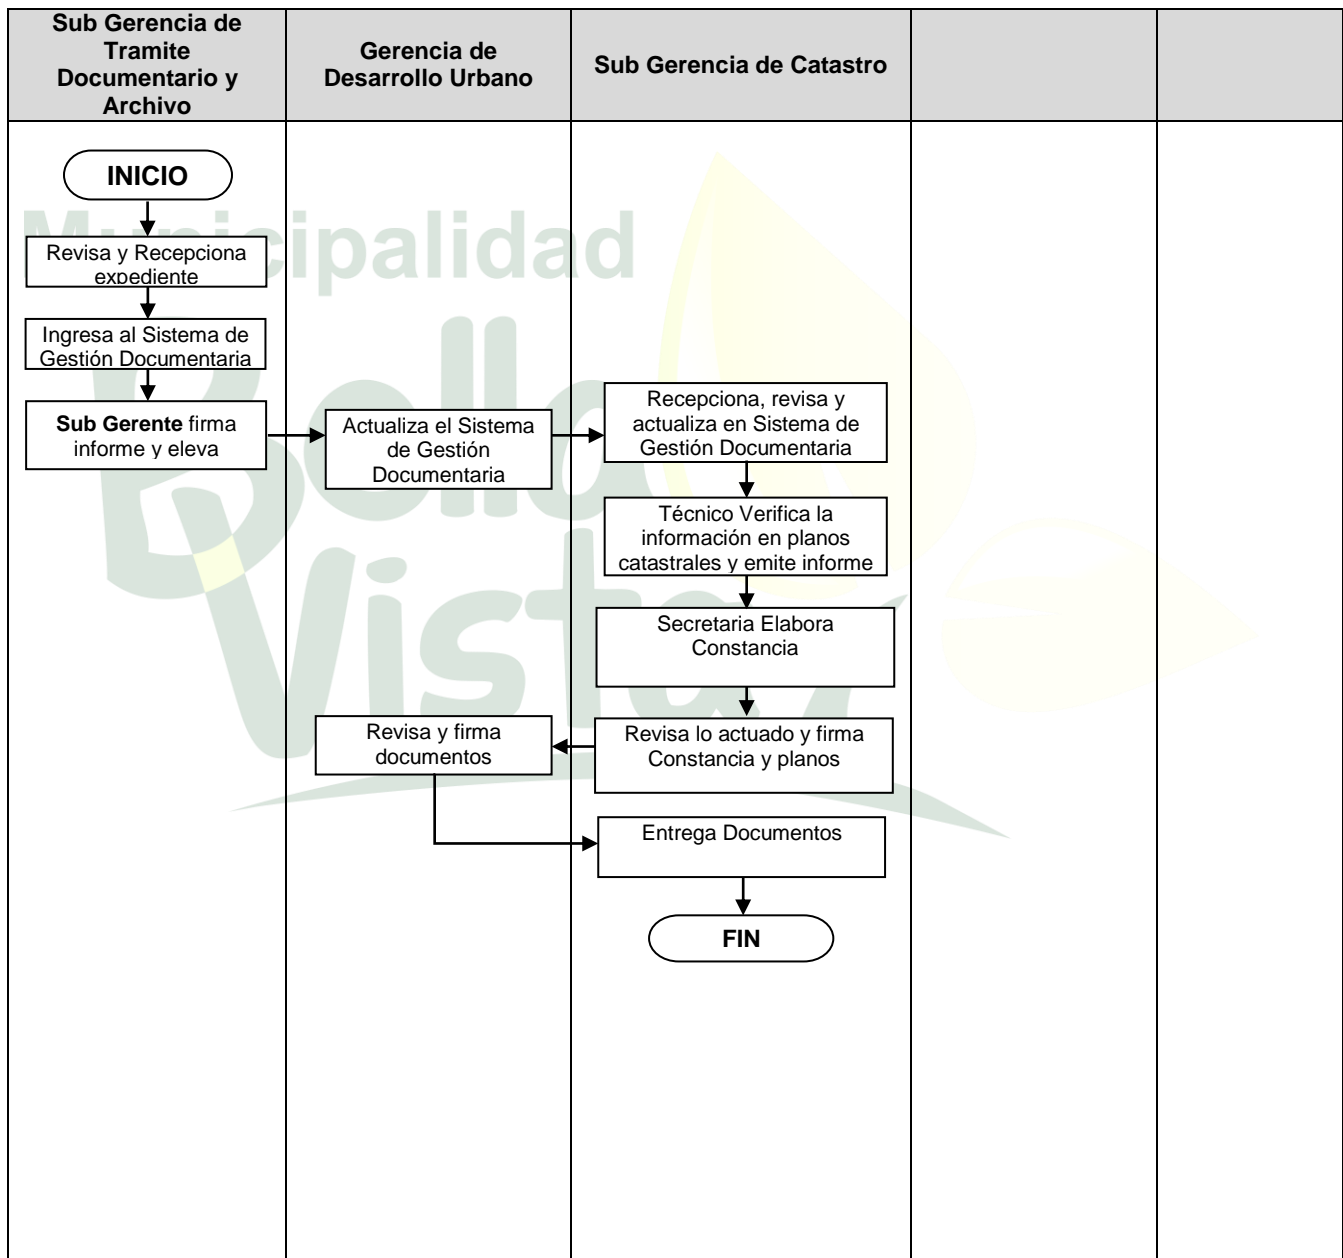 Sub Gerencia de
Tramite
Documentario y
Archivo
Gerencia de
Desarrollo Urbano
Sub Gerencia de Catastro
INICIO
Municipalidad
Revisa y Recepciona
expediente
Ingresa al Sistema de
Gestión Documentaria
Sub Gerente firma
informe y eleva
Actualiza el Sistema
de Gestión
Documentaria
Recepciona, revisa y
actualiza en Sistema de
Gestión Documentaria
Bella
Vista
Técnico Verifica la
información en planos
catastrales y emite informe
Secretaria Elabora
Constancia
Revisa lo actuado y firma
Constancia y planos
Revisa y firma
documentos
Entrega Documentos
FIN